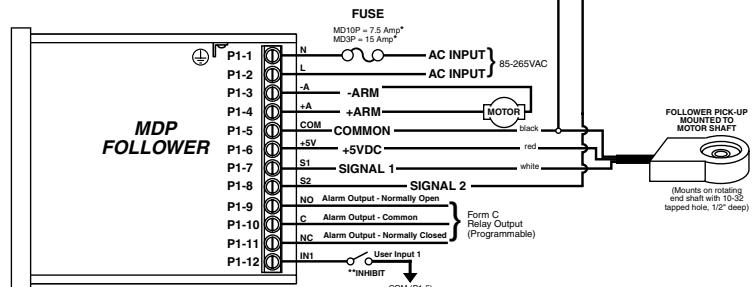 FUSE
MD10P = 7.5 Amp*
MD3P = 15 Amp*
P1-1 N AC INPUT
85-265VAC
P1-2 L AC INPUT
P1-3 -A -ARM
P1-4 +A +ARM MOTOR
MDP
FOLLOWER
P1-5 COM COMMON black
P1-6 +5V +5VDC red
P1-7 S1 SIGNAL 1 white
P1-8 S2 SIGNAL 2
FOLLOWER PICK-UP
MOUNTED TO
MOTOR SHAFT
(Mounts on rotating
end shaft with 10-32
tapped hole, 1/2" deep)
P1-9 NO Alarm Output - Normally Open
P1-10 C Alarm Output - Common
P1-11 NC Alarm Output - Normally Closed
Form C
Relay Output
(Programmable)
P1-12 IN1 User Input 1
**INHIBIT
COM (P1-5)